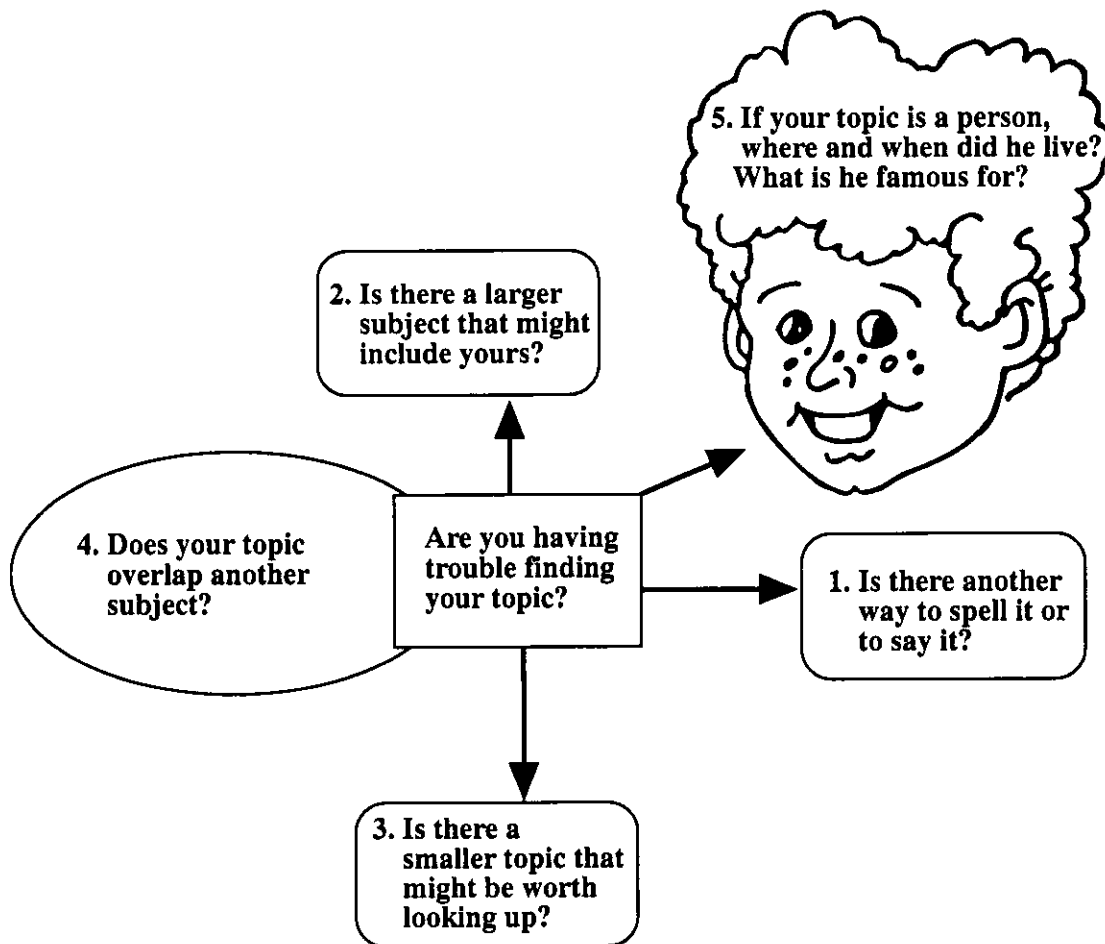 5. If your topic is a person,
where and when did he live?
What is he famous for?
2. Is there a larger
subject that might
include yours?
4. Does your topic
overlap another
subject?
Are you having
trouble finding
your topic?
1. Is there another
way to spell it or
to say it?
3. Is there a
smaller topic that
might be worth
looking up?